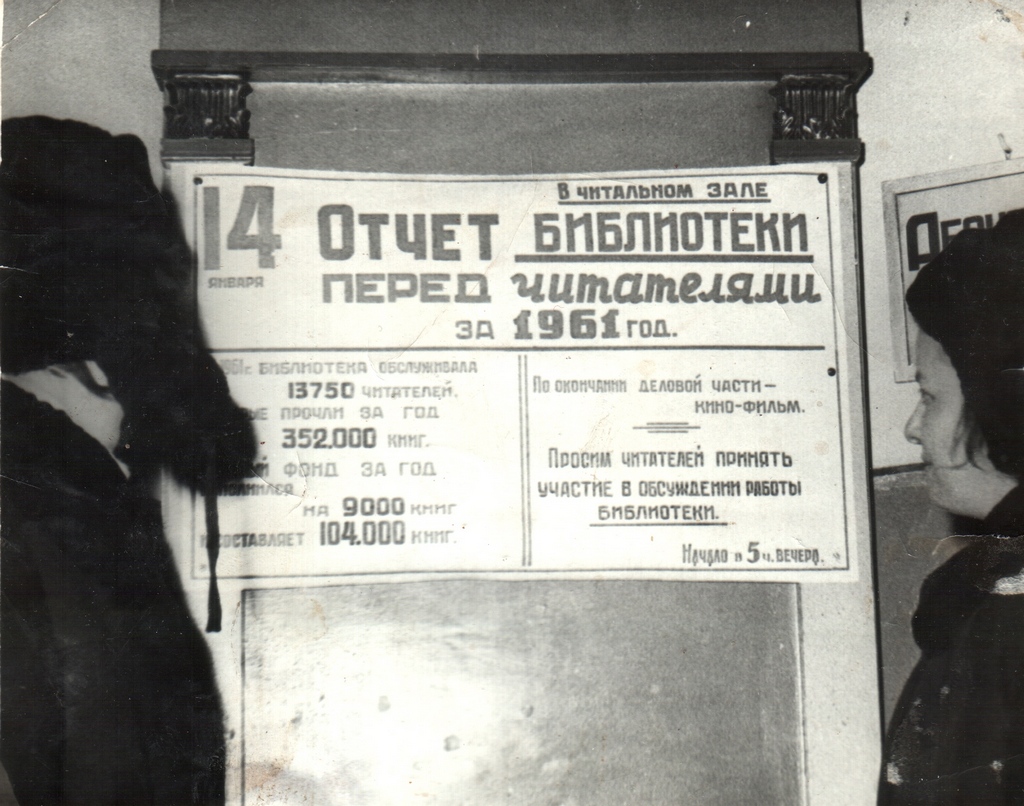 14
ЯНВАРЯ
В ЧИТАЛЬНОМ ЗАЛЕ
ОТЧЕТ БИБЛИОТЕКИ
ПЕРЕД читателями
ЗА 1961 ГОД.
1961г. БИБЛИОТЕКА ОБСЛУЖИВАЛА
13750 ЧИТАТЕЛЕЙ,
ПРОЧЛИ ЗА ГОД
352.000 КНИГ.
ФОНД ЗА ГОД
НА 9000 КНИГ
И СОСТАВЛЯЕТ 104.000 КНИГ.
ПО ОКОНЧАНИИ ДЕЛОВОЙ ЧАСТИ —
КИНО-ФИЛЬМ.
ПРОСИМ ЧИТАТЕЛЕЙ ПРИНЯТЬ
УЧАСТИЕ В ОБСУЖДЕНИИ РАБОТЫ
БИБЛИОТЕКИ.
НАЧАЛО в 5 ч. ВЕЧЕРА.